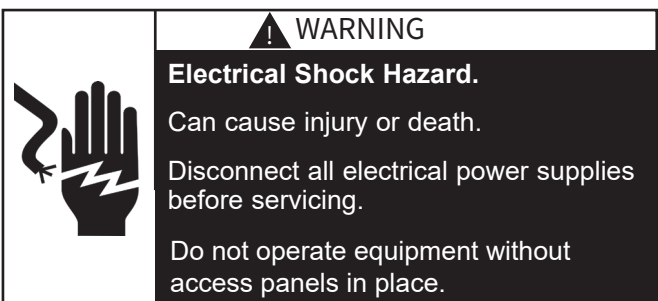 WARNING
Electrical Shock Hazard.
Can cause injury or death.
Disconnect all electrical power supplies
before servicing.
Do not operate equipment without
access panels in place.